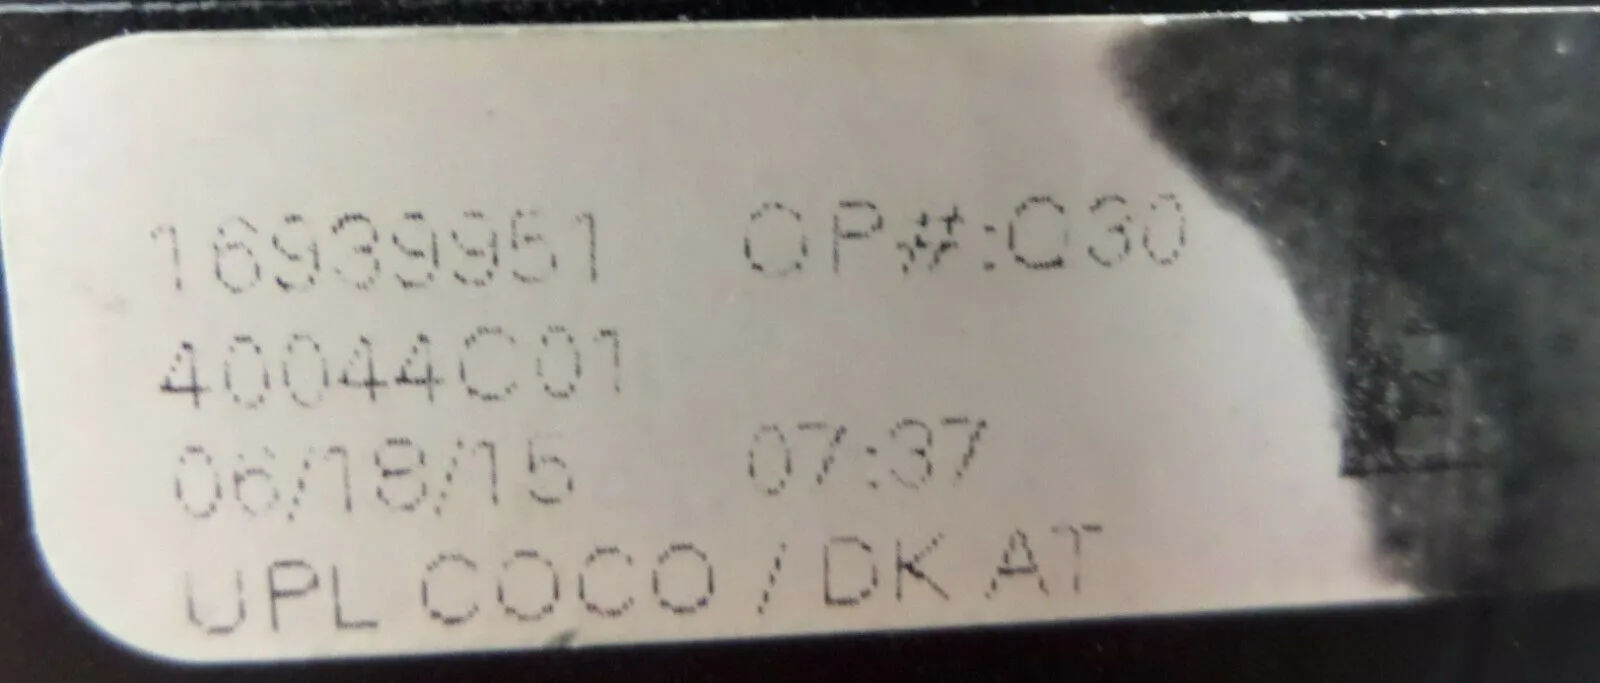 16939951 OP#:C30
40044C01
06/18/15 07:37
UPL COCO / DK AT